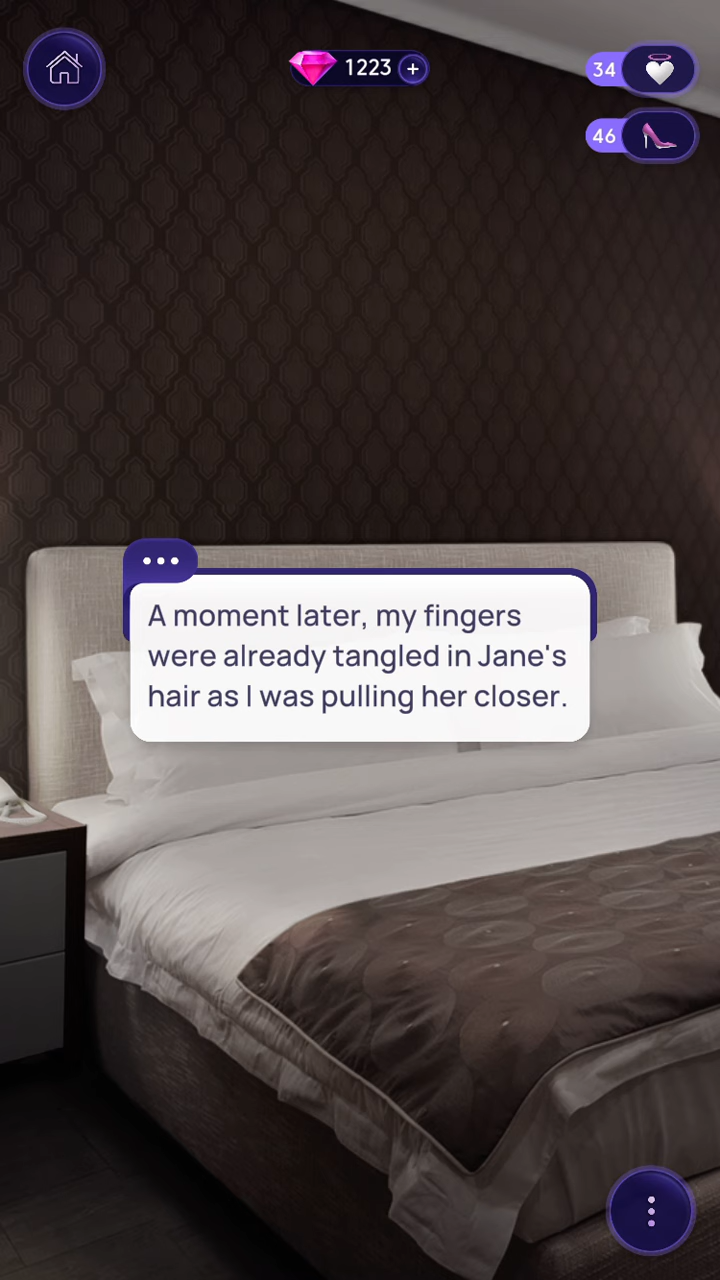 1223 +
34
46
A moment later, my fingers
were already tangled in Jane's
hair as I was pulling her closer.